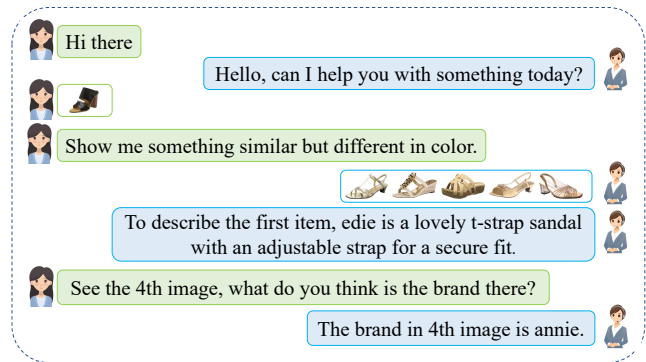 Hi there
Hello, can I help you with something today?
Show me something similar but different in color.
To describe the first item, edie is a lovely t-strap sandal
with an adjustable strap for a secure fit.
See the 4th image, what do you think is the brand there?
The brand in 4th image is annie.